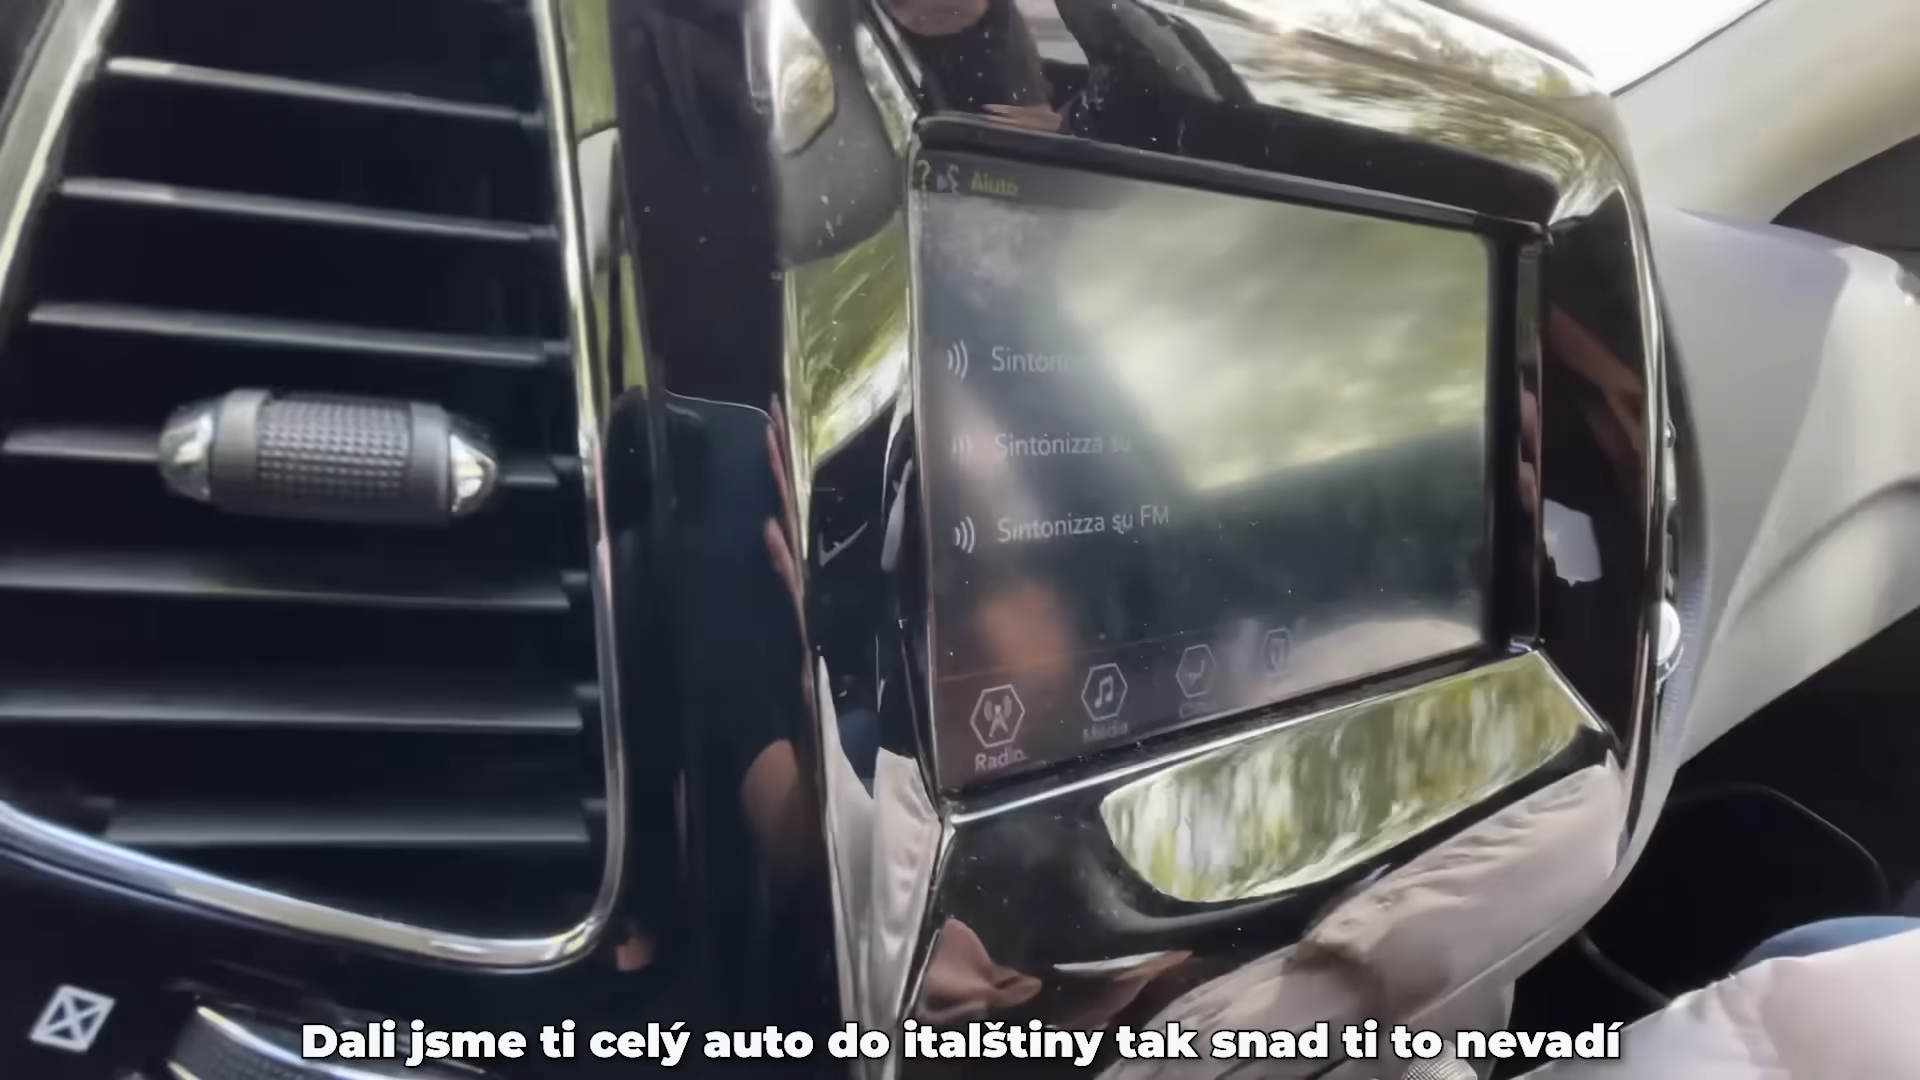 ? Aiuto
Sintonizza su
Sintonizza su FM
Radio
Media
Dali jsme ti celý auto do italštiny tak snad ti to nevadí